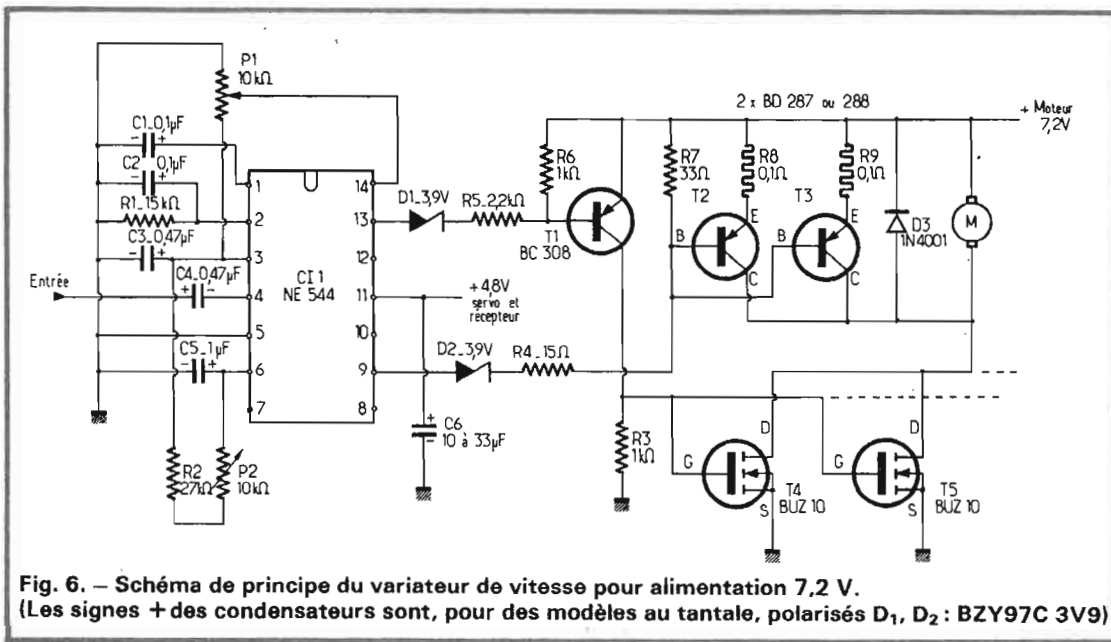 P1
10kΩ
C1_0,1µF
- +
C2 0,1µF
- +
R1_15kΩ
C3_0,47µF
- +
Entrée
C4_0,47µF
+ -
C5_1µF
- +
R2
27kΩ
P2
10kΩ
1
2
3
4
5
6
7
14
13
12
11
10
9
8
CI 1
NE 544
D1_3,9V
R5_2,2kΩ
R6
1kΩ
T1
BC 308
+ 4,8V
servo et
récepteur
D2_3,9V
R4_15Ω
+
-
C6
10 à 33µF
R3
1kΩ
2 x BD 287 ou 288
+ Moteur
7,2V
R7
33Ω
R8
0,1Ω
R9
0,1Ω
T2
T3
B
E
C
B
E
C
D3
1N4001
M
G
D
S
T4
BUZ 10
G
D
S
T5
BUZ 10
Fig. 6. – Schéma de principe du variateur de vitesse pour alimentation 7,2 V.
(Les signes + des condensateurs sont, pour des modèles au tantale, polarisés D₁, D₂ : BZY97C 3V9)